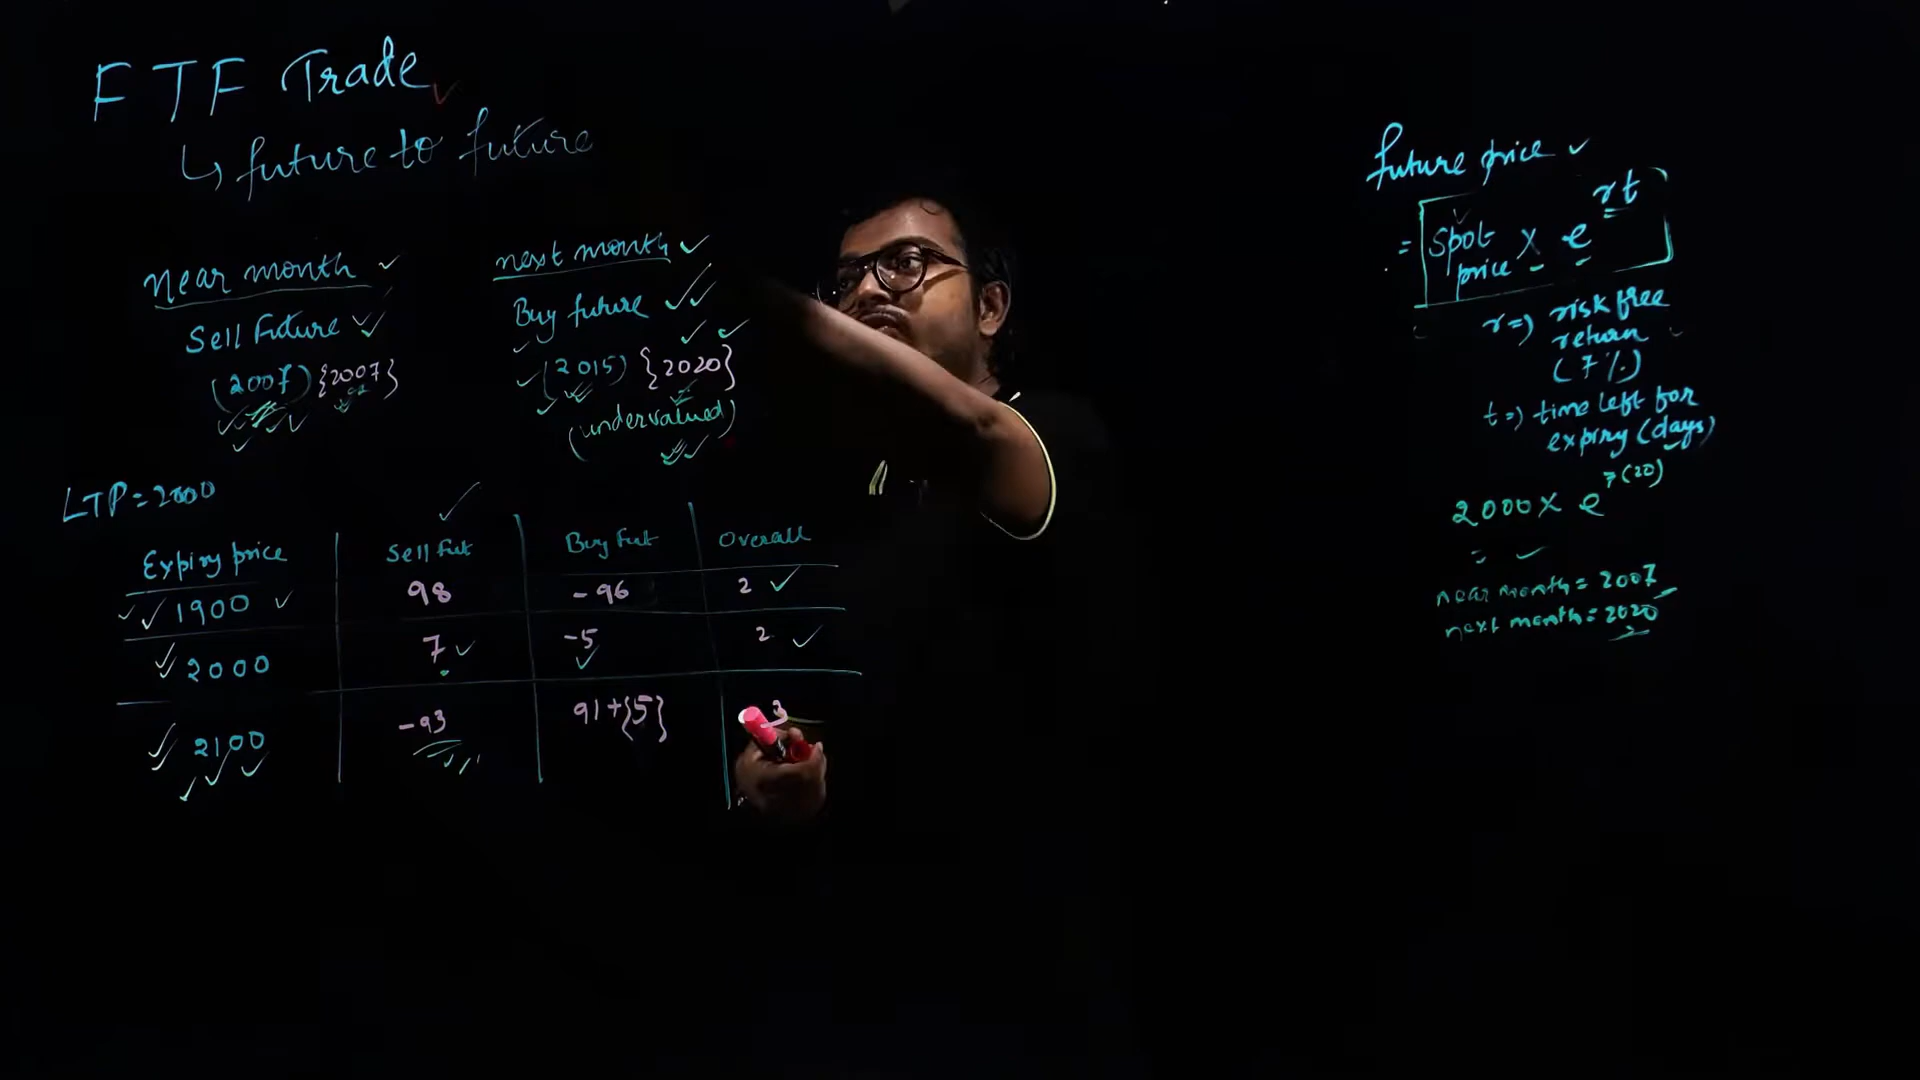 FTF Trade
↳ future to future
near month ✓
Sell Future ✓✓
(2007) {2007}
next month ✓
Buy future ✓✓
(2015) {2020}
(undervalued)
LTP = 2000
Expiry price Sell Fut Buy Fut Overall
1900 98 -96 2 ✓
2000 7 ✓ -5 2 ✓
2100 -93 91+{5} 3
future price ✓
= [Spot price × e^rt]
r => risk free
return
(7%)
t => time left for
expiry (days)
2000 × e^7(20)
near month = 2007
next month = 2020